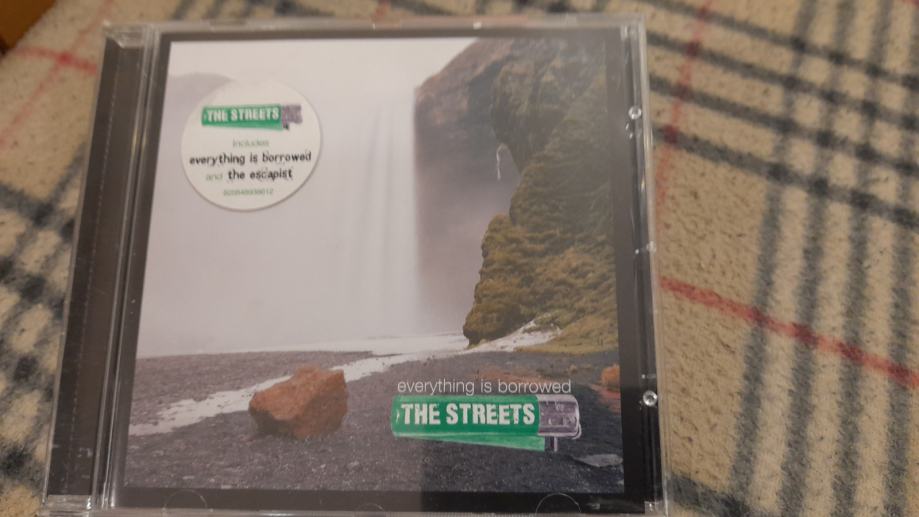 THE STREETS
includes
everything is borrowed
and the escapist
everything is borrowed
THE STREETS